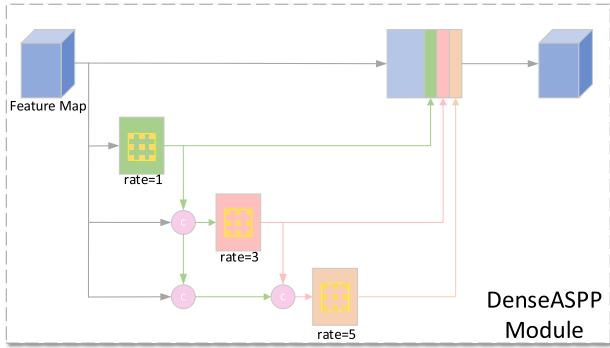 Feature Map
rate=1
C
rate=3
C
C
rate=5
DenseASPP
Module